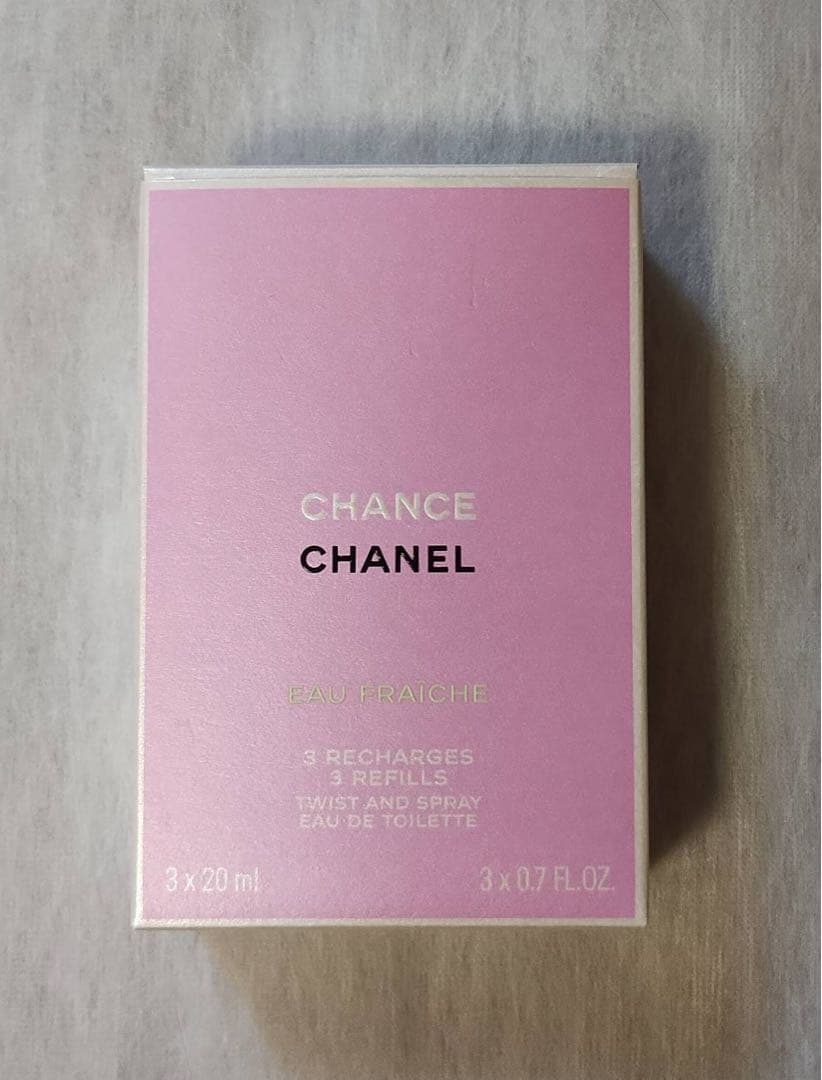 CHANCE
CHANEL
EAU FRAÎCHE
3 RECHARGES
3 REFILLS
TWIST AND SPRAY
EAU DE TOILETTE
3 x 20 ml 3 x 0.7 FL.OZ.